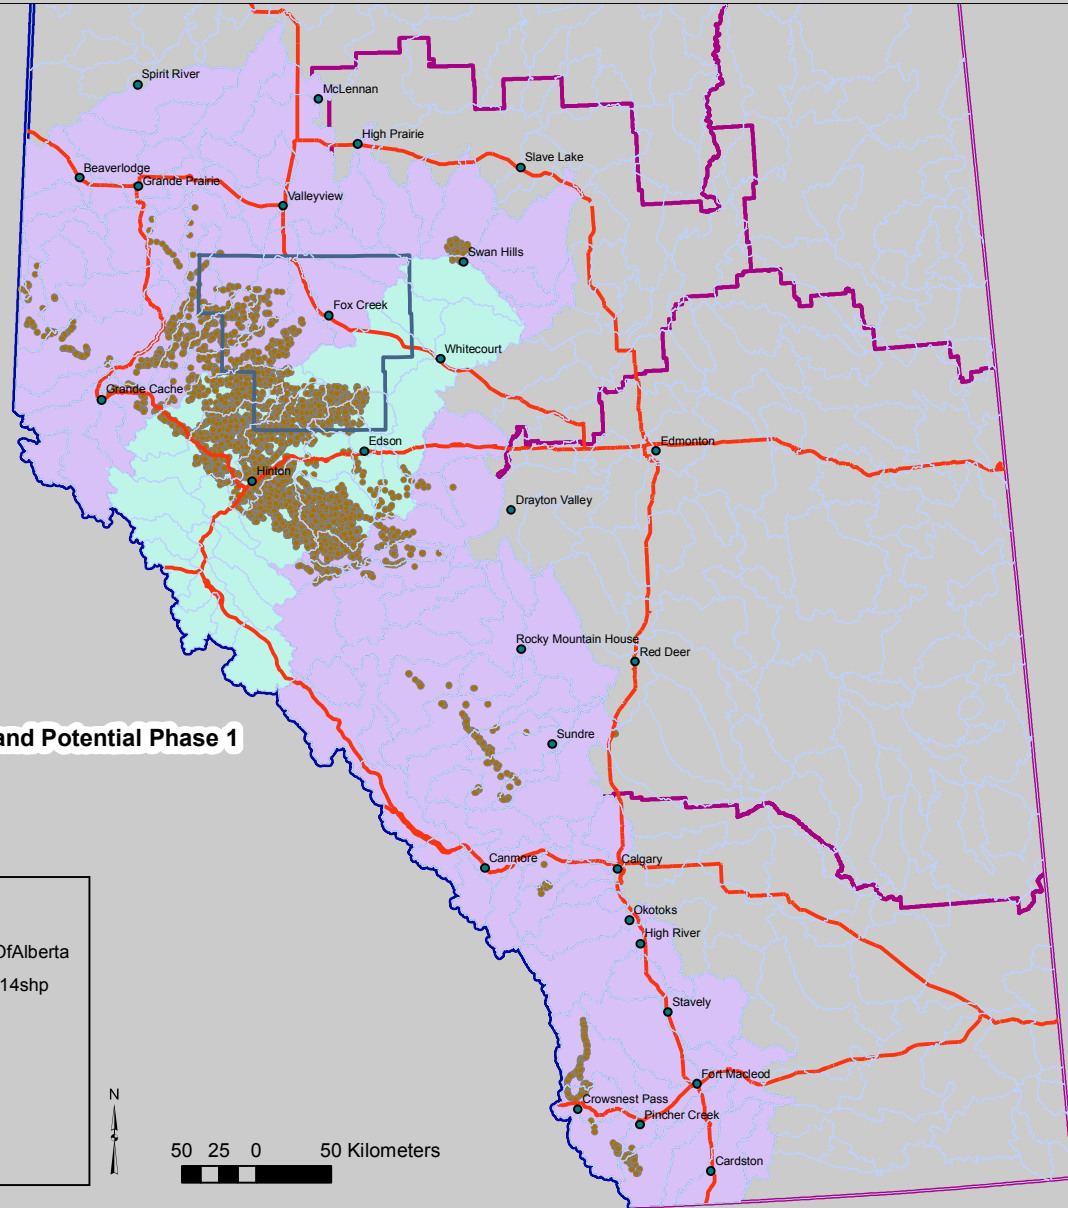 Spirit River
McLennan
High Prairie
Slave Lake
Beaverlodge
Grande Prairie
Valleyview
Swan Hills
Fox Creek
Whitecourt
Grande Cache
Edson
Edmonton
Hinton
Drayton Valley
Rocky Mountain House
Red Deer
and Potential Phase 1
Sundre
Canmore
Calgary
Okotoks
High River
OfAlberta
14shp
Stavely
Fort Macleod
N
Crowsnest Pass
Pincher Creek
50 25 0 50 Kilometers
Cardston